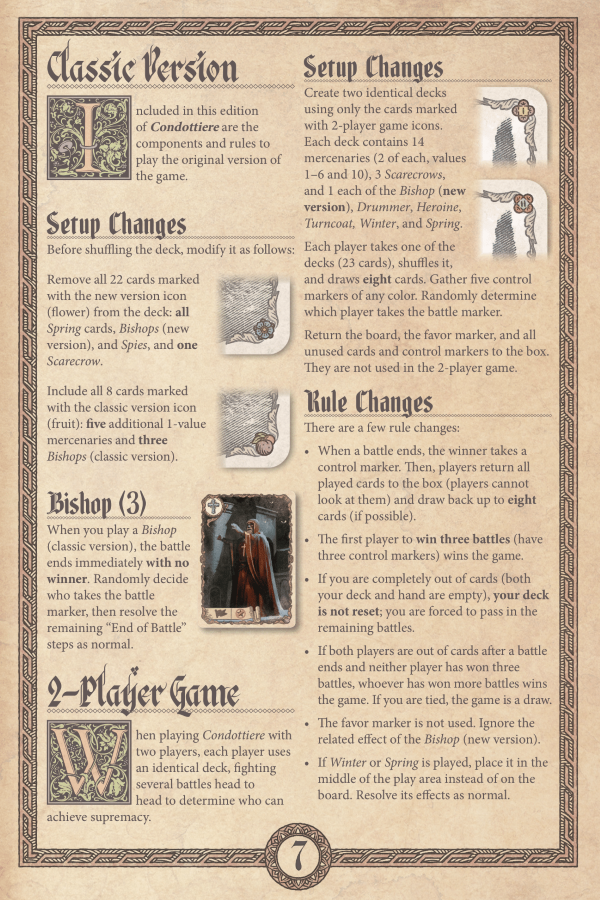 Classic Version
Included in this edition
of Condottiere are the
components and rules to
play the original version of
the game.
Setup Changes
Before shuffling the deck, modify it as follows:
Remove all 22 cards marked
with the new version icon
(flower) from the deck: all
Spring cards, Bishops (new
version), and Spies, and one
Scarecrow.
Include all 8 cards marked
with the classic version icon
(fruit): five additional 1-value
mercenaries and three
Bishops (classic version).
Bishop (3)
When you play a Bishop
(classic version), the battle
ends immediately with no
winner. Randomly decide
who takes the battle
marker, then resolve the
remaining “End of Battle”
steps as normal.
2-Player Game
When playing Condottiere with
two players, each player uses
an identical deck, fighting
several battles head to
head to determine who can
achieve supremacy.
Setup Changes
Create two identical decks
using only the cards marked
with 2-player game icons.
Each deck contains 14
mercenaries (2 of each, values
1–6 and 10), 3 Scarecrows,
and 1 each of the Bishop (new
version), Drummer, Heroine,
Turncoat, Winter, and Spring.
Each player takes one of the
decks (23 cards), shuffles it,
and draws eight cards. Gather five control
markers of any color. Randomly determine
which player takes the battle marker.
Return the board, the favor marker, and all
unused cards and control markers to the box.
They are not used in the 2-player game.
Rule Changes
There are a few rule changes:
• When a battle ends, the winner takes a
control marker. Then, players return all
played cards to the box (players cannot
look at them) and draw back up to eight
cards (if possible).
• The first player to win three battles (have
three control markers) wins the game.
• If you are completely out of cards (both
your deck and hand are empty), your deck
is not reset; you are forced to pass in the
remaining battles.
• If both players are out of cards after a battle
ends and neither player has won three
battles, whoever has won more battles wins
the game. If you are tied, the game is a draw.
• The favor marker is not used. Ignore the
related effect of the Bishop (new version).
• If Winter or Spring is played, place it in the
middle of the play area instead of on the
board. Resolve its effects as normal.
7